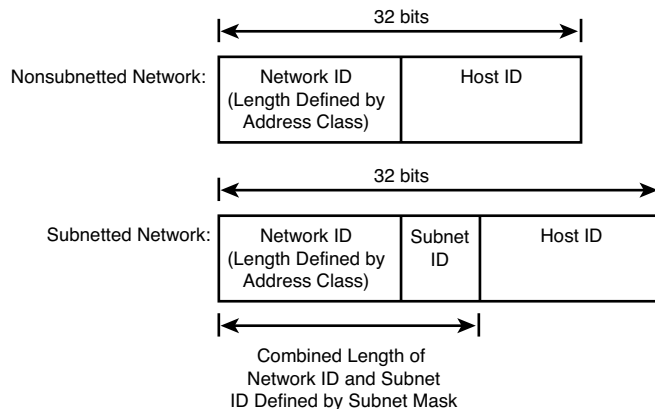 32 bits
Nonsubnetted Network:
Network ID
(Length Defined by
Address Class)
Host ID
32 bits
Subnetted Network:
Network ID
(Length Defined by
Address Class)
Subnet
ID
Host ID
Combined Length of
Network ID and Subnet
ID Defined by Subnet Mask